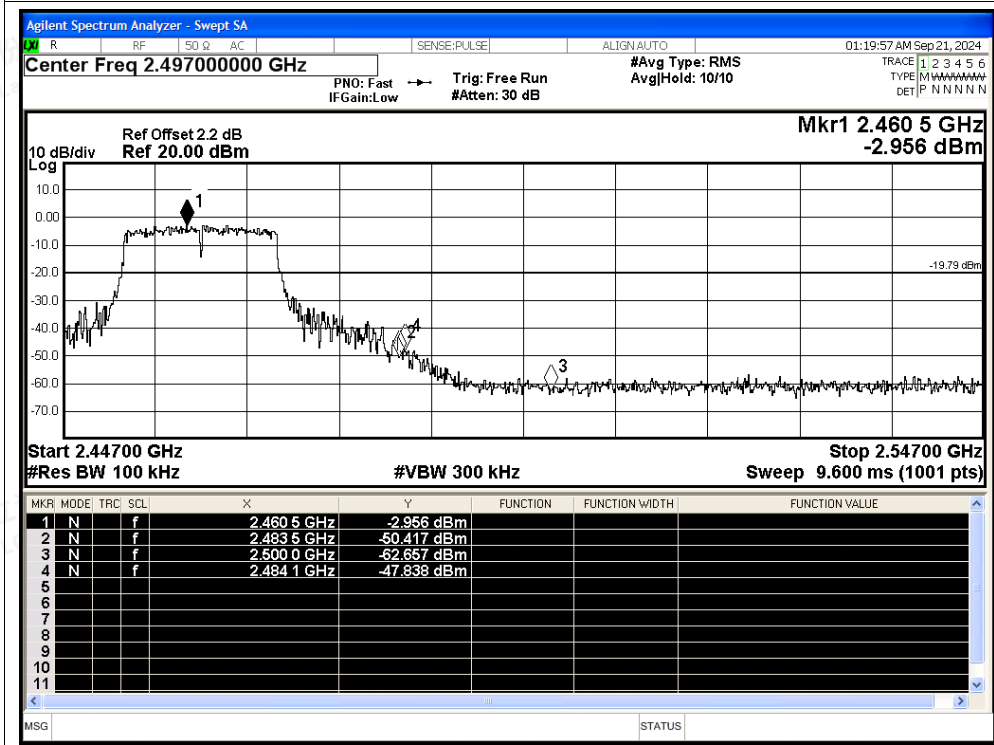 Agilent Spectrum Analyzer - Swept SA
LXI R RF 50 Ω AC SENSE:PULSE ALIGN AUTO 01:19:57 AM Sep 21, 2024
Center Freq 2.497000000 GHz
PNO: Fast
IFGain:Low
Trig: Free Run
#Atten: 30 dB
#Avg Type: RMS
Avg|Hold: 10/10
TRACE 1 2 3 4 5 6
TYPE M
DET P N N N N N
Mkr1 2.460 5 GHz
-2.956 dBm
Ref Offset 2.2 dB
10 dB/div Ref 20.00 dBm
Log
10.0
0.00
-10.0
-20.0
-30.0
-40.0
-50.0
-60.0
-70.0
1
2
4
3
-19.79 dBm
Start 2.44700 GHz Stop 2.54700 GHz
#Res BW 100 kHz #VBW 300 kHz Sweep 9.600 ms (1001 pts)
MKR MODE TRC SCL X Y FUNCTION FUNCTION WIDTH FUNCTION VALUE
1 N f 2.460 5 GHz -2.956 dBm
2 N f 2.483 5 GHz -50.417 dBm
3 N f 2.500 0 GHz -62.657 dBm
4 N f 2.484 1 GHz -47.838 dBm
5
6
7
8
9
10
11
MSG STATUS